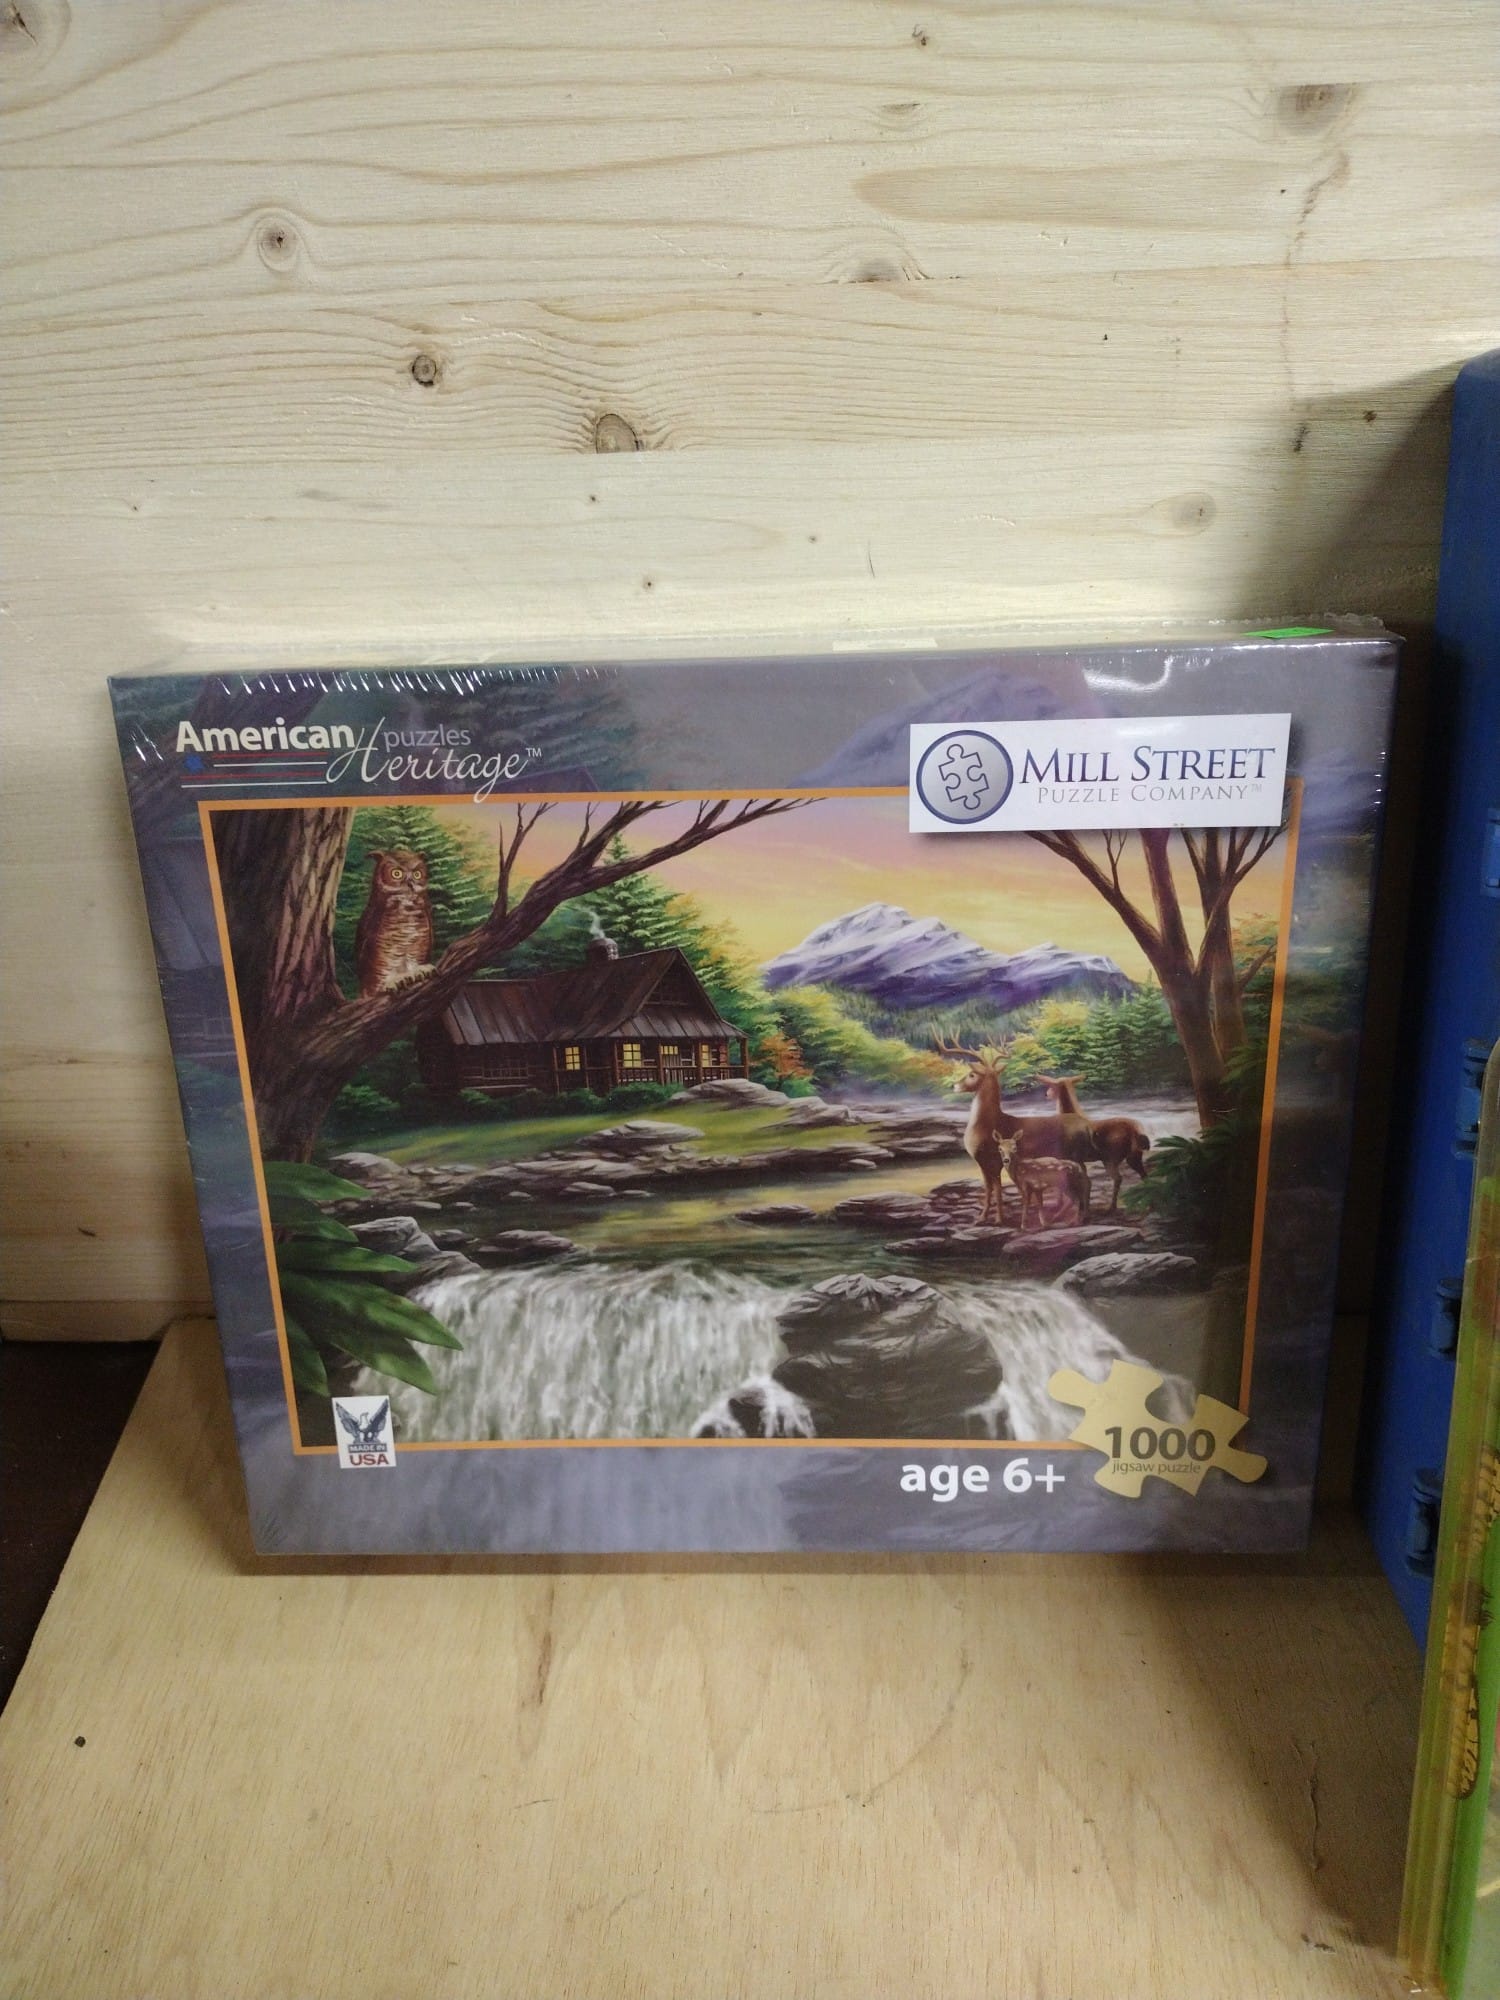 American puzzles
Heritage™
MILL STREET
PUZZLE COMPANY™
MADE IN
USA
age 6+
1000
jigsaw puzzle